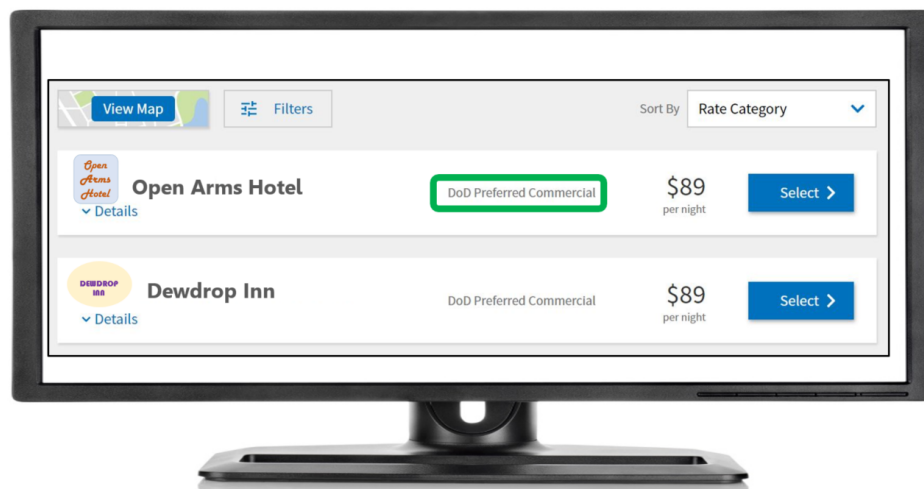 View Map
Filters
Sort By
Rate Category
Open
Arms
Hotel
Open Arms Hotel
Details
DoD Preferred Commercial
$89
per night
Select
DEWDROP
INN
Dewdrop Inn
Details
DoD Preferred Commercial
$89
per night
Select